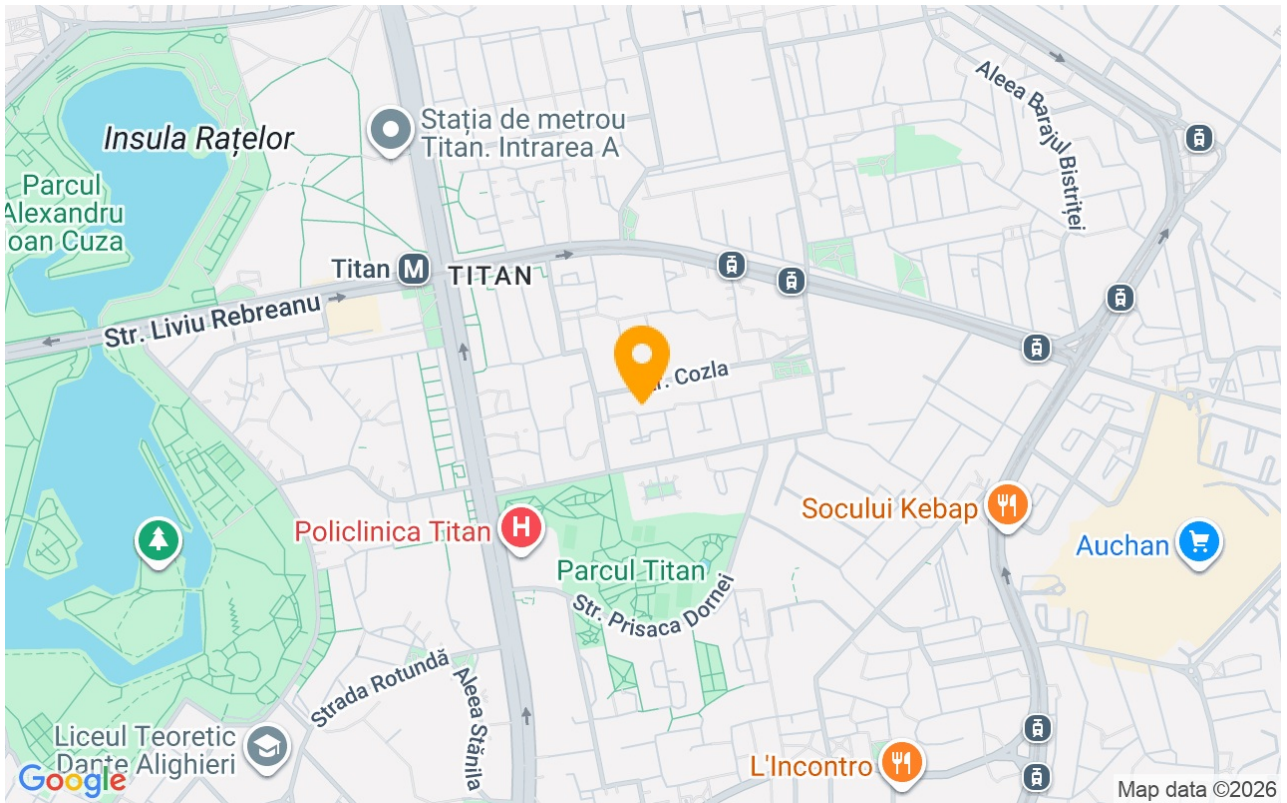 Aleea Barajul Bistriței
Stația de metrou
Titan. Intrarea A
Insula Rațelor
Parcul
Alexandru
Ioan Cuza
Titan
M
TITAN
Str. Liviu Rebreanu
Cozla
Socului Kebap
Policlinica Titan
H
Auchan
Parcul Titan
Str. Prisaca Dornei
Strada Rotundă
Aleea Stănila
Liceul Teoretic
Dante Alighieri
L'Incontro
Google
Map data ©2026